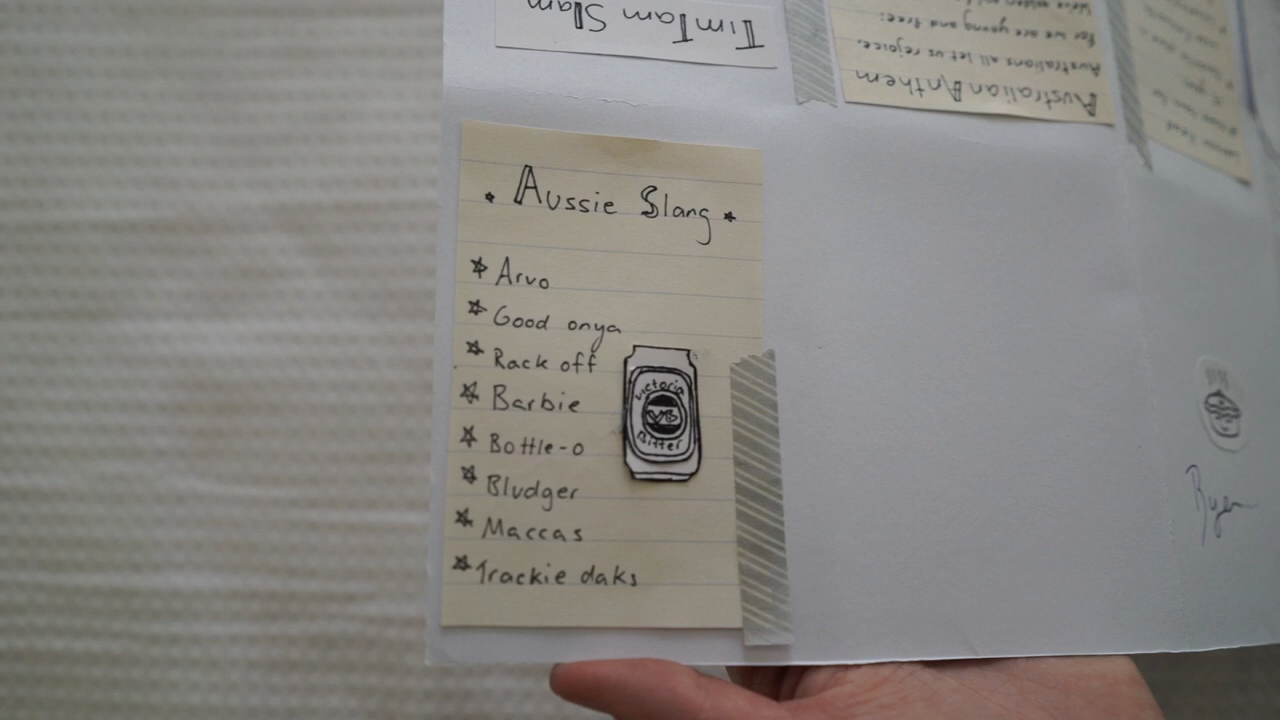 TimTam Slam
Australian Anthem
Australians all let us rejoice,
For we are young and free;
Aussie Slang
Arvo
Good onya
Rack off
Barbie
Bottle-o
Bludger
Maccas
Trackie daks
Victoria
VB
Bitter